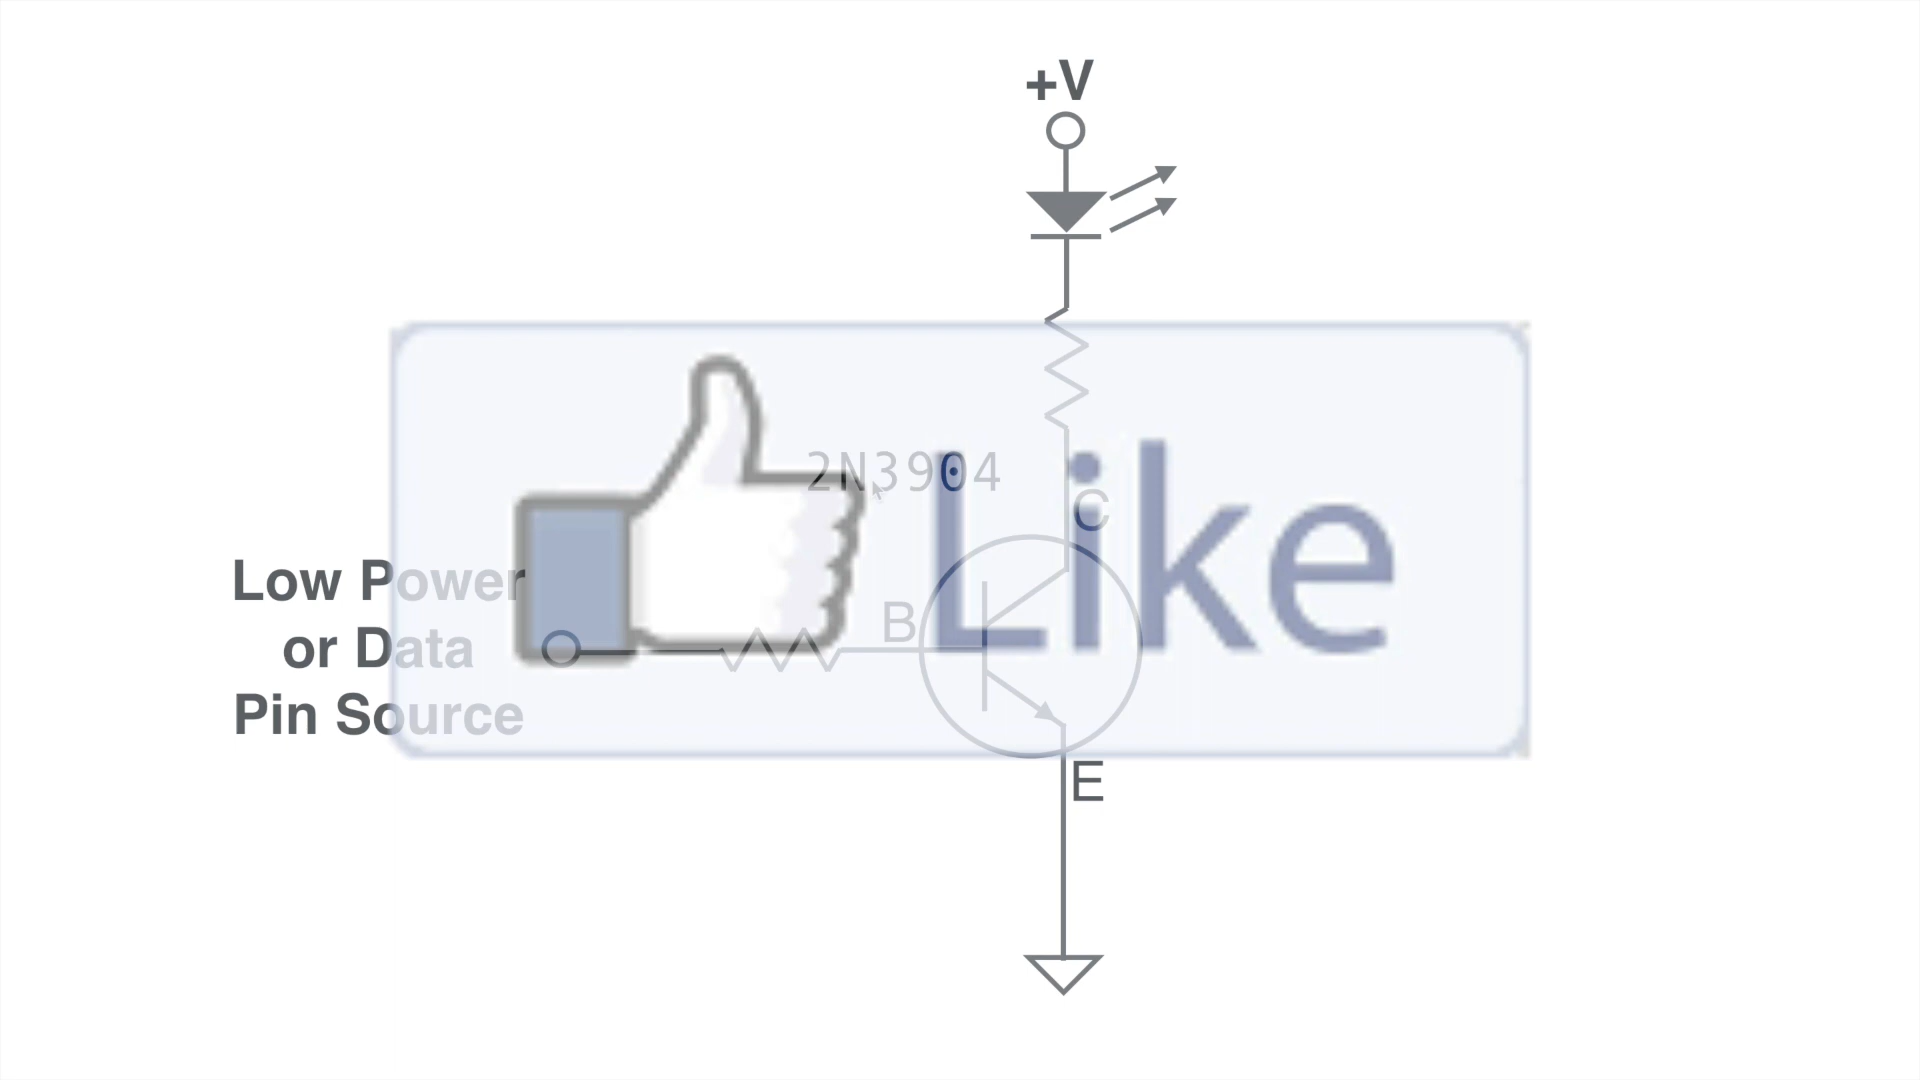 +V
2N3904
Like
C
B
Low Power
or Data
Pin Source
E